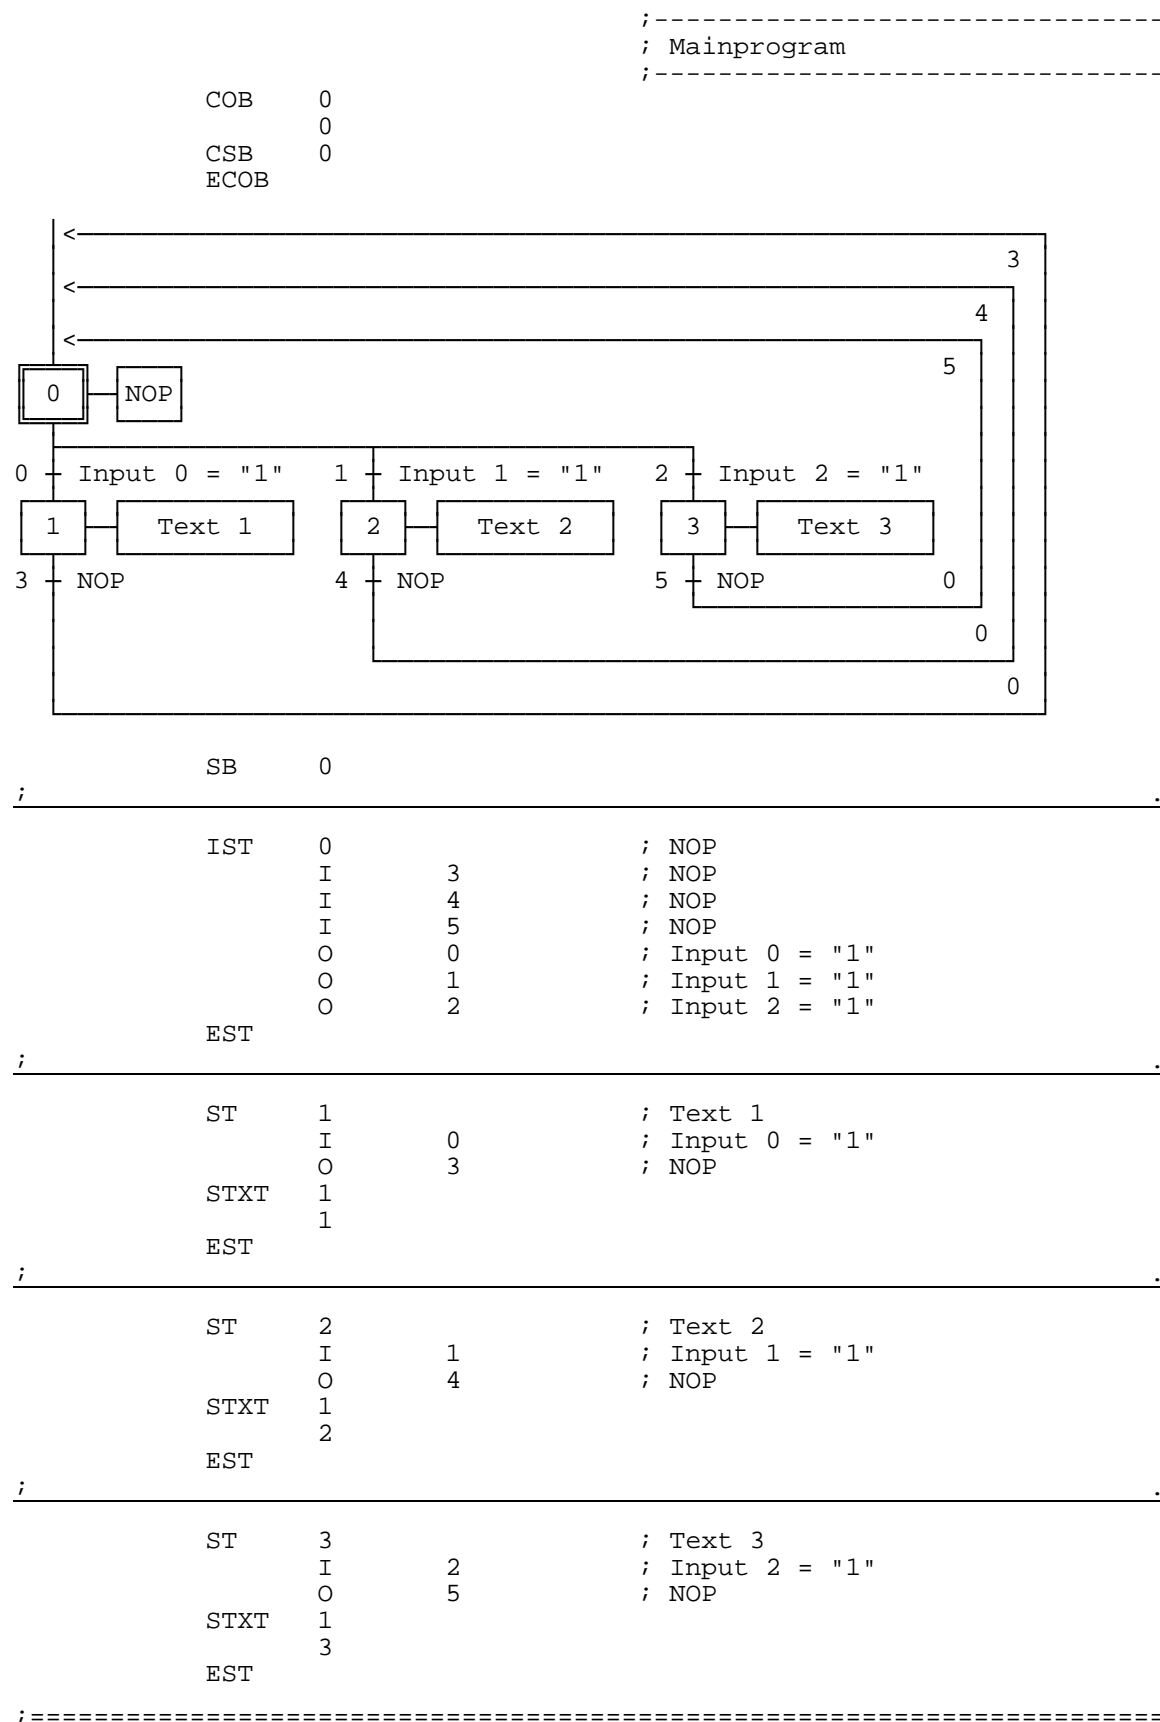 ;--------------------------------
; Mainprogram
;--------------------------------
COB 0
0
CSB 0
ECOB
<
3
<
4
<
5
0 NOP
0 Input 0 = "1" 1 Input 1 = "1" 2 Input 2 = "1"
1 Text 1 2 Text 2 3 Text 3
3 NOP 4 NOP 5 NOP 0
0
0
SB 0
; .
IST 0 ; NOP
I 3 ; NOP
I 4 ; NOP
I 5 ; NOP
O 0 ; Input 0 = "1"
O 1 ; Input 1 = "1"
O 2 ; Input 2 = "1"
EST
; .
ST 1 ; Text 1
I 0 ; Input 0 = "1"
O 3 ; NOP
STXT 1
1
EST
; .
ST 2 ; Text 2
I 1 ; Input 1 = "1"
O 4 ; NOP
STXT 1
2
EST
; .
ST 3 ; Text 3
I 2 ; Input 2 = "1"
O 5 ; NOP
STXT 1
3
EST
;=======================================================================